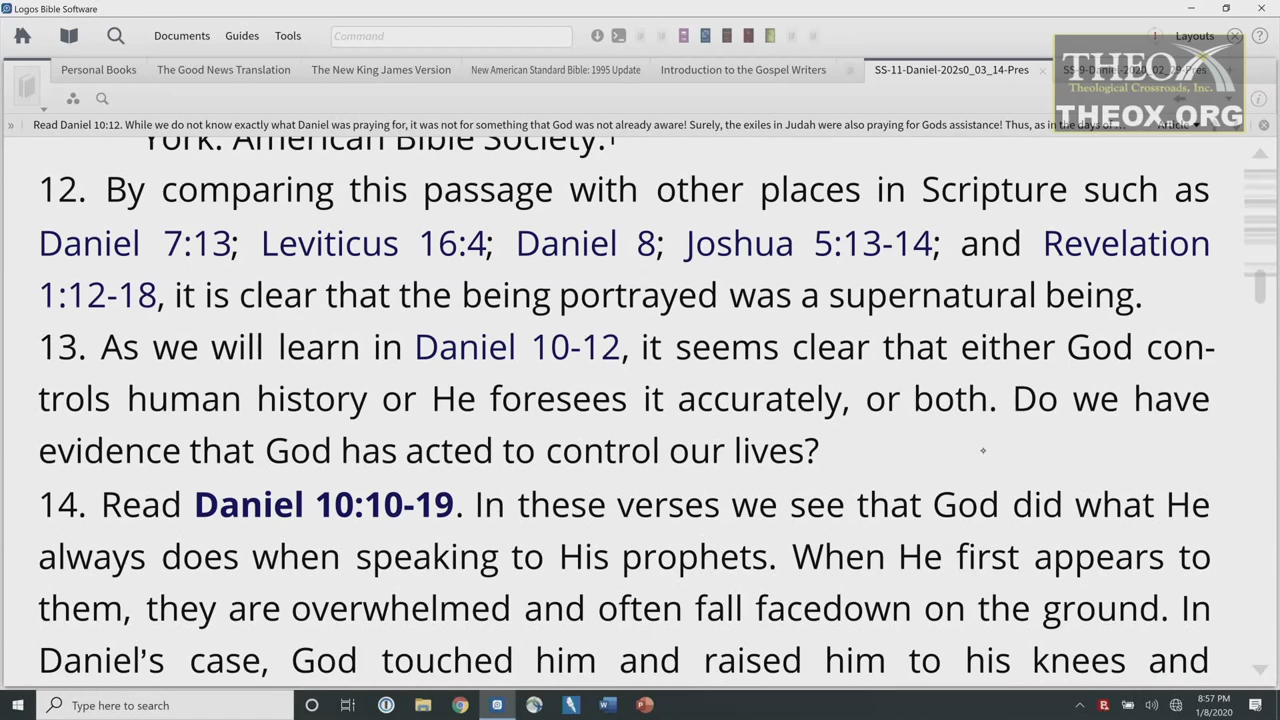 Logos Bible Software
Documents Guides Tools Command Layouts
Personal Books The Good News Translation The New King James New American Standard Bible: 1995 Update Introduction to the Gospel Writers SS-11-Daniel-202s0_03_14-Pres SS-9-Daniel-2020_02_29-Pres
THEOX
Theological Crossroads, Inc.
THEOX.ORG
Read Daniel 10:12. While we do not know exactly what Daniel was praying for, it was not for something that God was not already aware! Surely, the exiles in Judah were also praying for Gods assistance! Thus, as in the days of ... Article
York: American Bible Society.†
12. By comparing this passage with other places in Scripture such as
Daniel 7:13; Leviticus 16:4; Daniel 8; Joshua 5:13-14; and Revelation
1:12-18, it is clear that the being portrayed was a supernatural being.
13. As we will learn in Daniel 10-12, it seems clear that either God con-
trols human history or He foresees it accurately, or both. Do we have
evidence that God has acted to control our lives?
14. Read Daniel 10:10-19. In these verses we see that God did what He
always does when speaking to His prophets. When He first appears to
them, they are overwhelmed and often fall facedown on the ground. In
Daniel's case, God touched him and raised him to his knees and
Type here to search
8:57 PM
1/8/2020